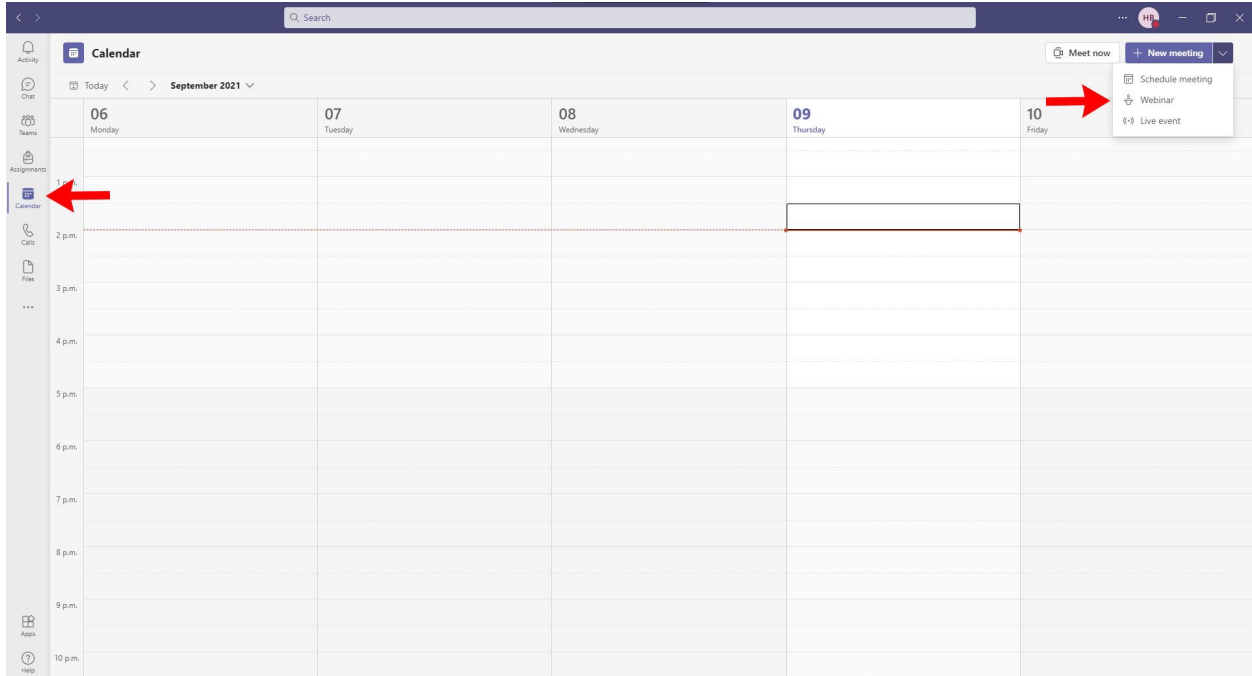 Search
HB
Activity
Chat
Teams
Assignments
Calendar
Calls
Files
Apps
Help
Calendar
Meet now
New meeting
Schedule meeting
Webinar
Live event
Today
September 2021
06
Monday
07
Tuesday
08
Wednesday
09
Thursday
10
Friday
1 p.m.
2 p.m.
3 p.m.
4 p.m.
5 p.m.
6 p.m.
7 p.m.
8 p.m.
9 p.m.
10 p.m.